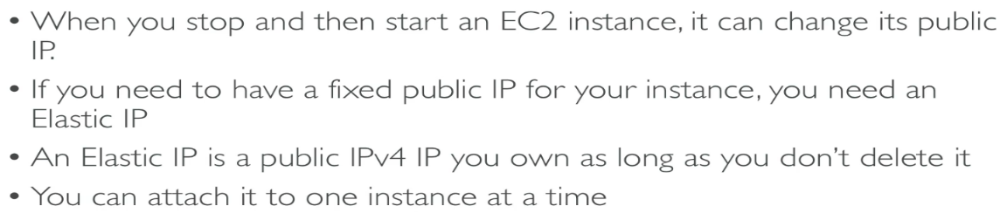 • When you stop and then start an EC2 instance, it can change its public
IP.
• If you need to have a fixed public IP for your instance, you need an
Elastic IP
• An Elastic IP is a public IPv4 IP you own as long as you don’t delete it
• You can attach it to one instance at a time